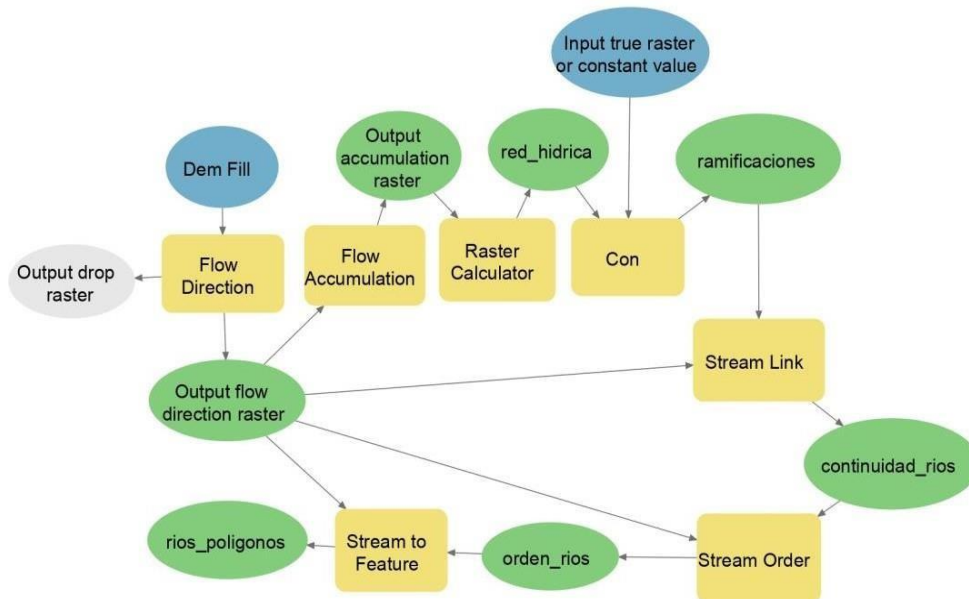 Input true raster
or constant value
Output
accumulation
raster
red_hidrica
ramificaciones
Dem Fill
Flow
Direction
Flow
Accumulation
Raster
Calculator
Con
Output drop
raster
Stream Link
Output flow
direction raster
continuidad_rios
rios_poligonos
Stream to
Feature
orden_rios
Stream Order